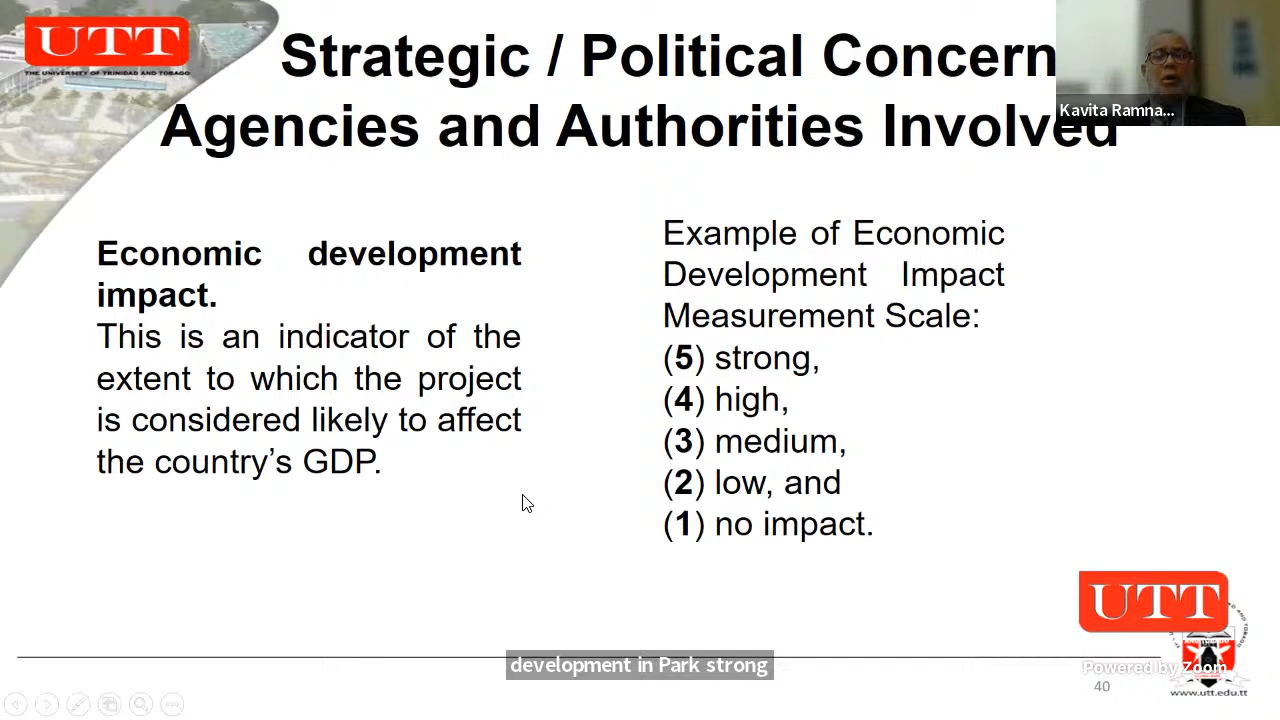 UTT
THE UNIVERSITY OF TRINIDAD AND TOBAGO
Strategic / Political Concern
Agencies and Authorities Involved
Kavita Ramna...
Economic development
impact.
This is an indicator of the
extent to which the project
is considered likely to affect
the country’s GDP.
Example of Economic
Development Impact
Measurement Scale:
(5) strong,
(4) high,
(3) medium,
(2) low, and
(1) no impact.
UTT
development in Park strong
Powered by Zoom
40
www.utt.edu.tt